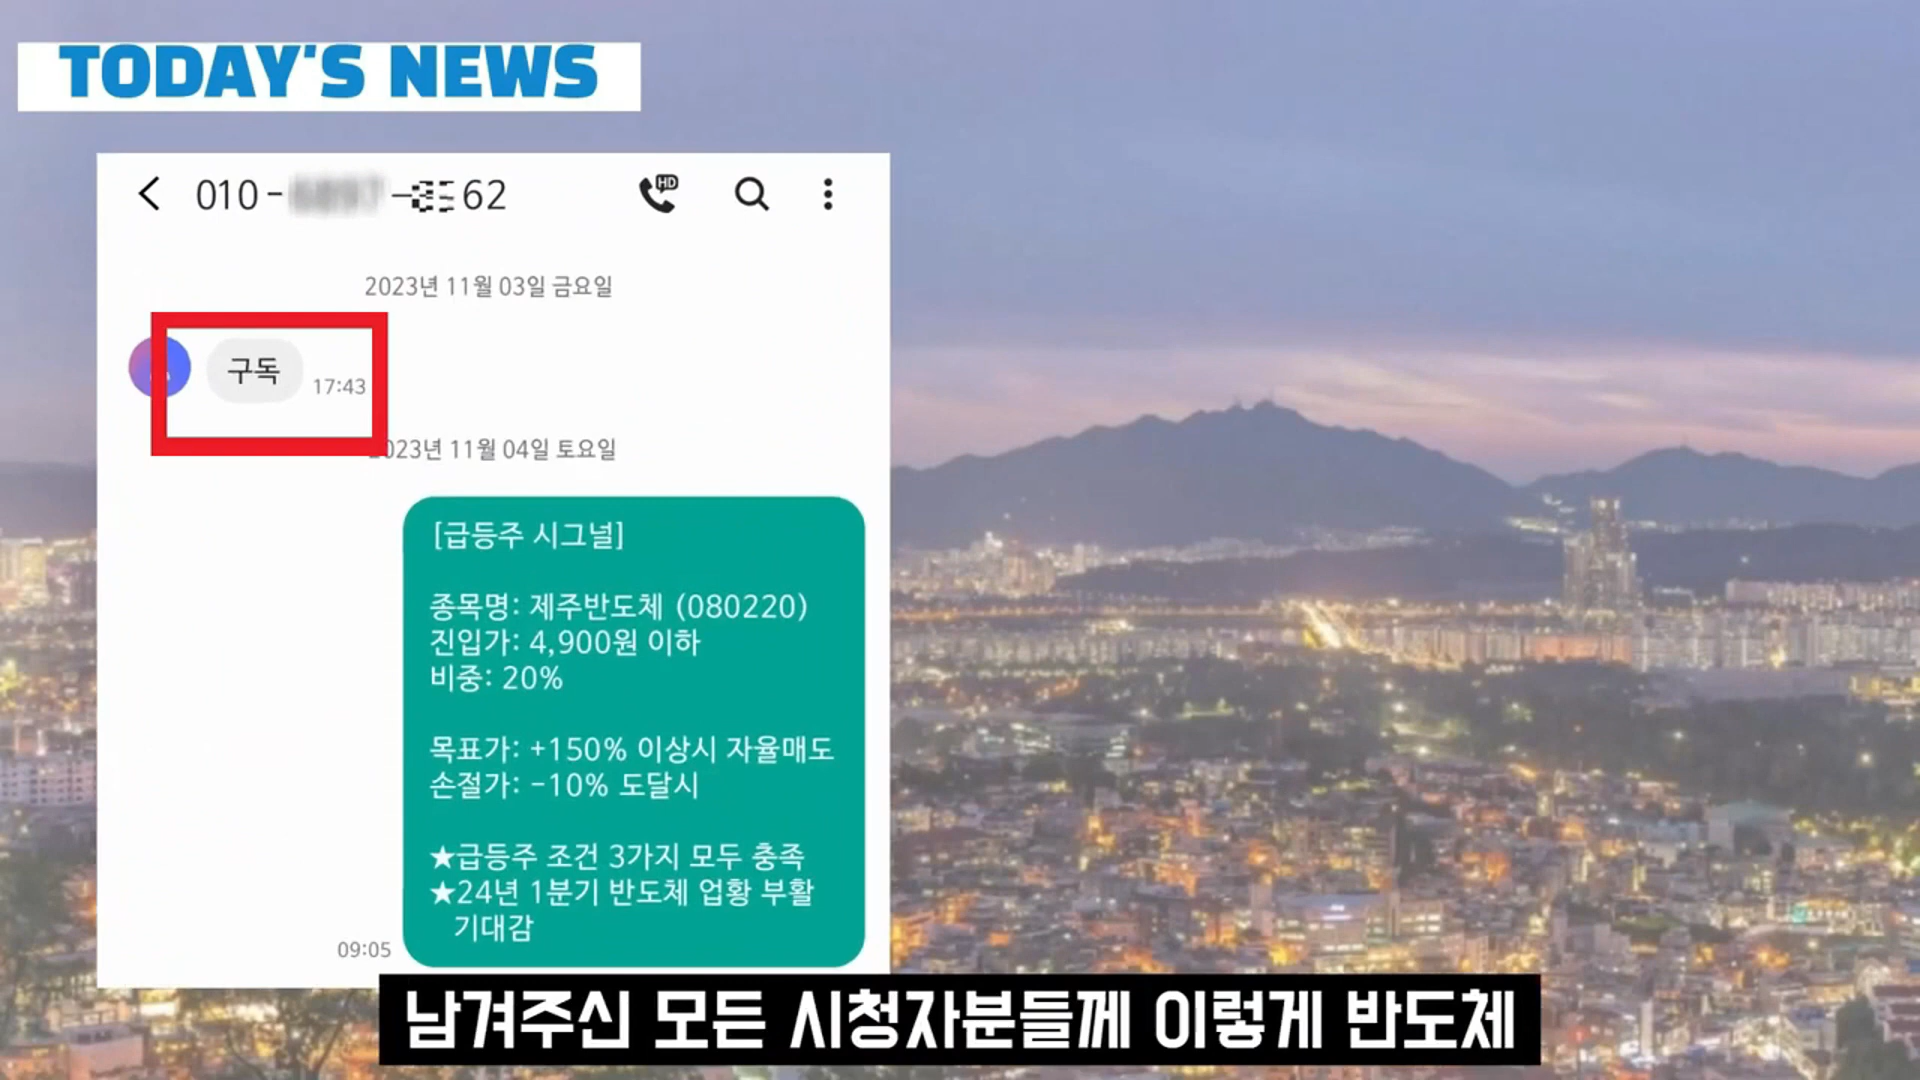 TODAY'S NEWS
010- 62
HD
2023년 11월 03일 금요일
구독
17:43
2023년 11월 04일 토요일
[급등주 시그널]
종목명: 제주반도체 (080220)
진입가: 4,900원 이하
비중: 20%
목표가: +150% 이상시 자율매도
손절가: -10% 도달시
★급등주 조건 3가지 모두 충족
★24년 1분기 반도체 업황 부활
기대감
09:05
남겨주신 모든 시청자분들께 이렇게 반도체